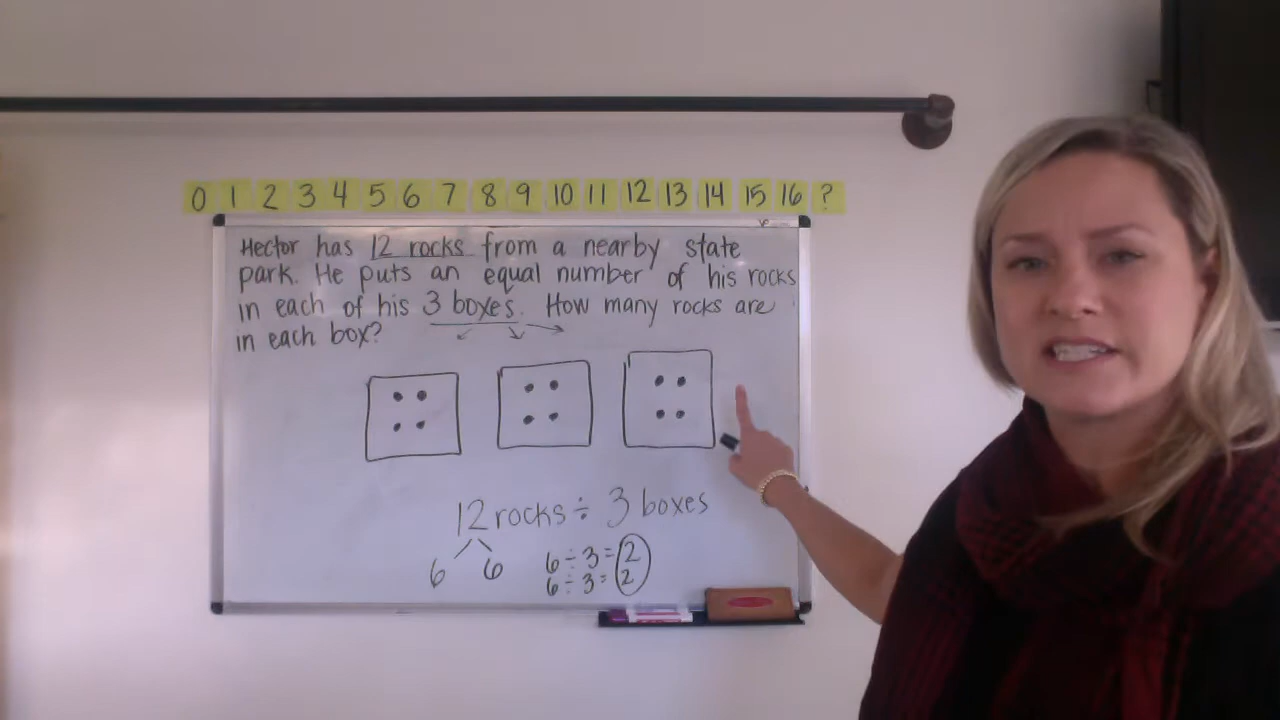 0 1 2 3 4 5 6 7 8 9 10 11 12 13 14 15 16 ?
Hector has 12 rocks from a nearby state
park. He puts an equal number of his rocks
in each of his 3 boxes. How many rocks are
in each box?
12 rocks ÷ 3 boxes
6 6
6 ÷ 3 = 2
6 ÷ 3 = 2